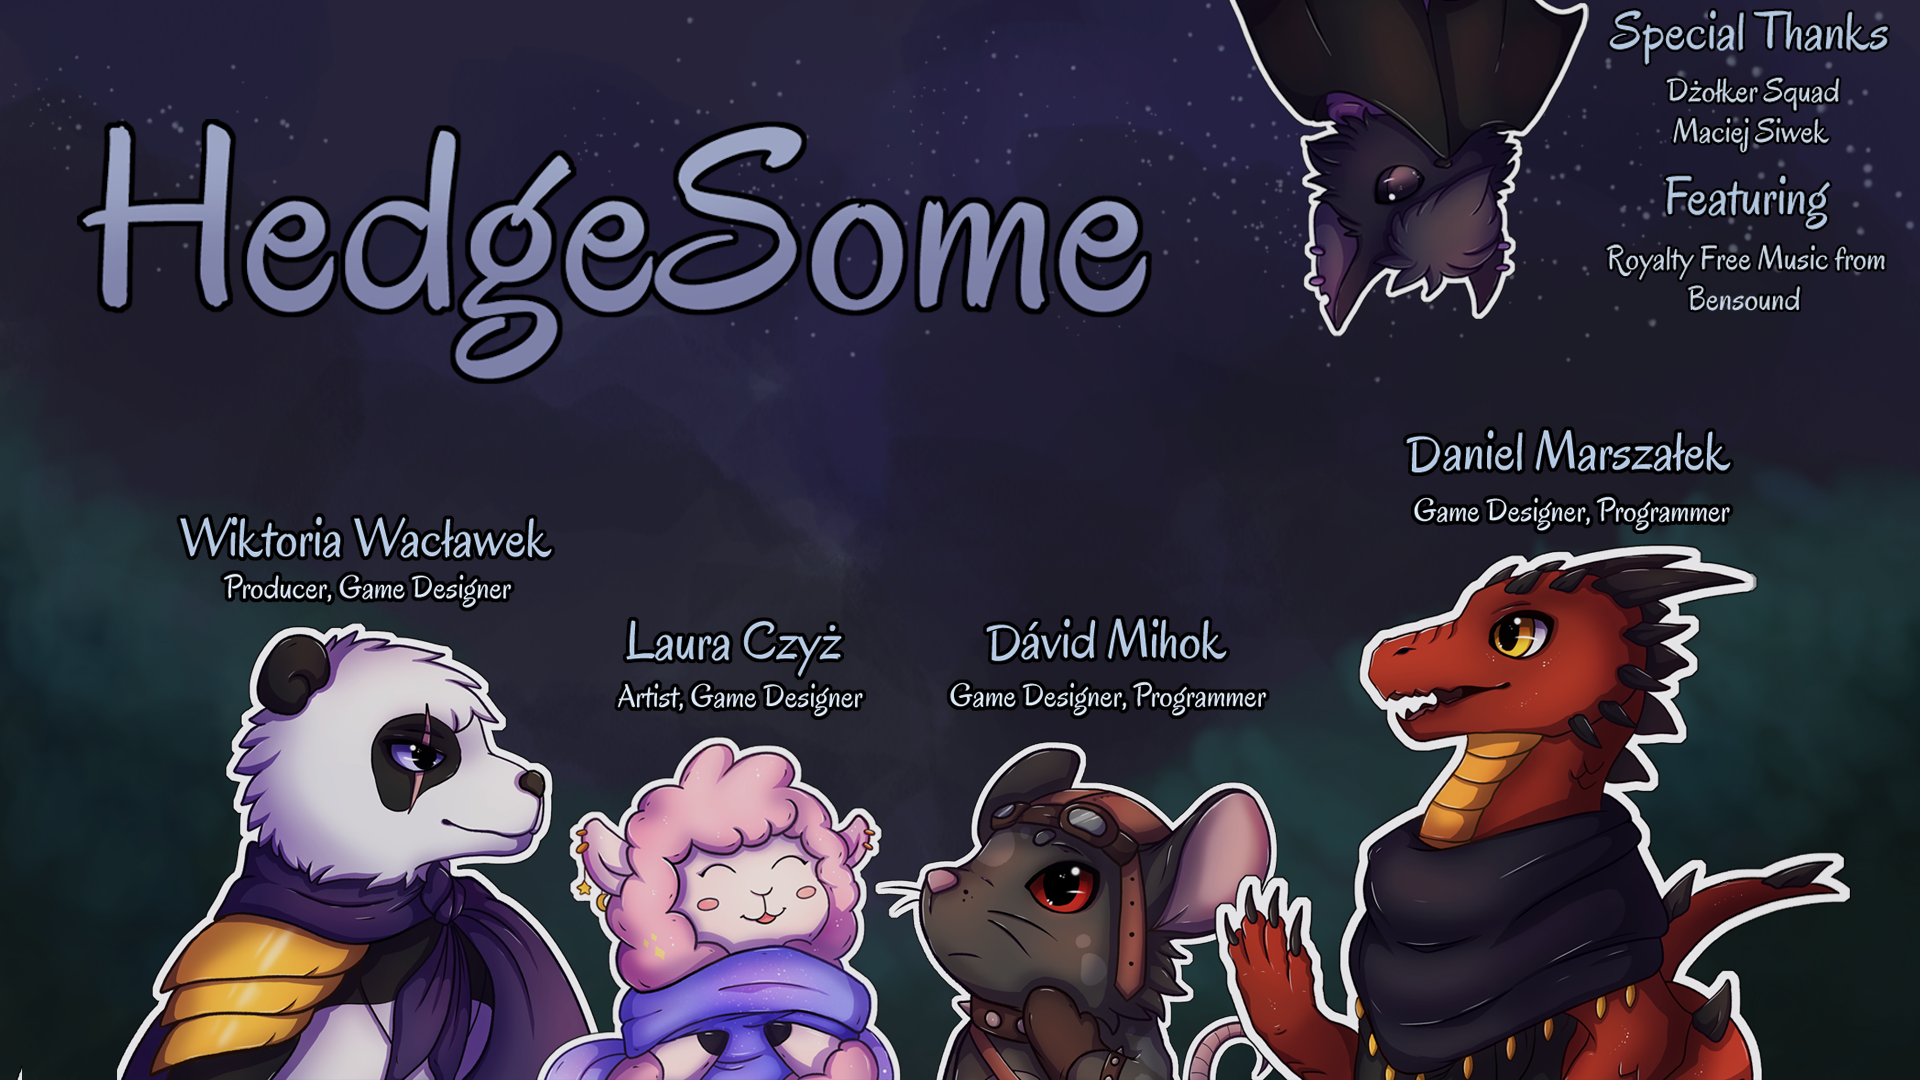 HedgeSome
Special Thanks
Dżołker Squad
Maciej Siwek
Featuring
Royalty Free Music from
Bensound
Daniel Marszałek
Game Designer, Programmer
Wiktoria Wacławek
Producer, Game Designer
Laura Czyż
Artist, Game Designer
Dávid Mihok
Game Designer, Programmer